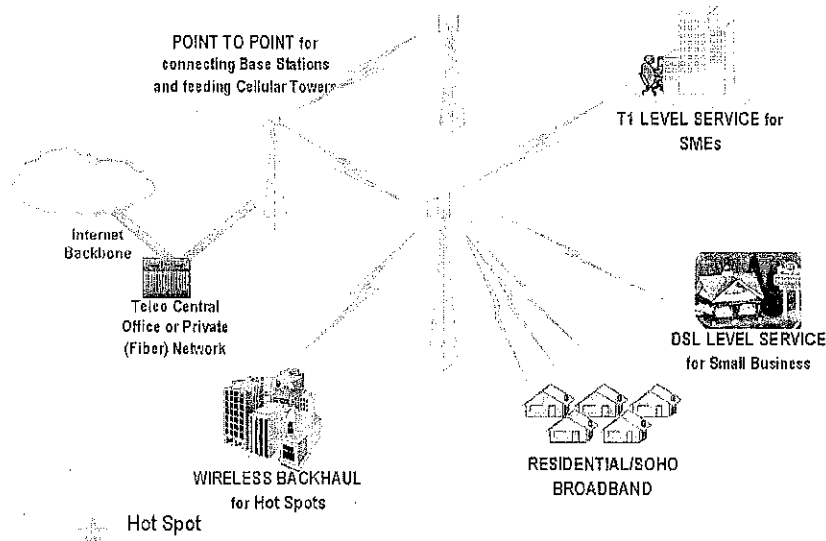 POINT TO POINT for
connecting Base Stations
and feeding Cellular Towers
T1 LEVEL SERVICE for
SMEs
Internet
Backbone
Telco Central
Office or Private
(Fiber) Network
DSL LEVEL SERVICE
for Small Business
WIRELESS BACKHAUL
for Hot Spots
RESIDENTIAL/SOHO
BROADBAND
Hot Spot